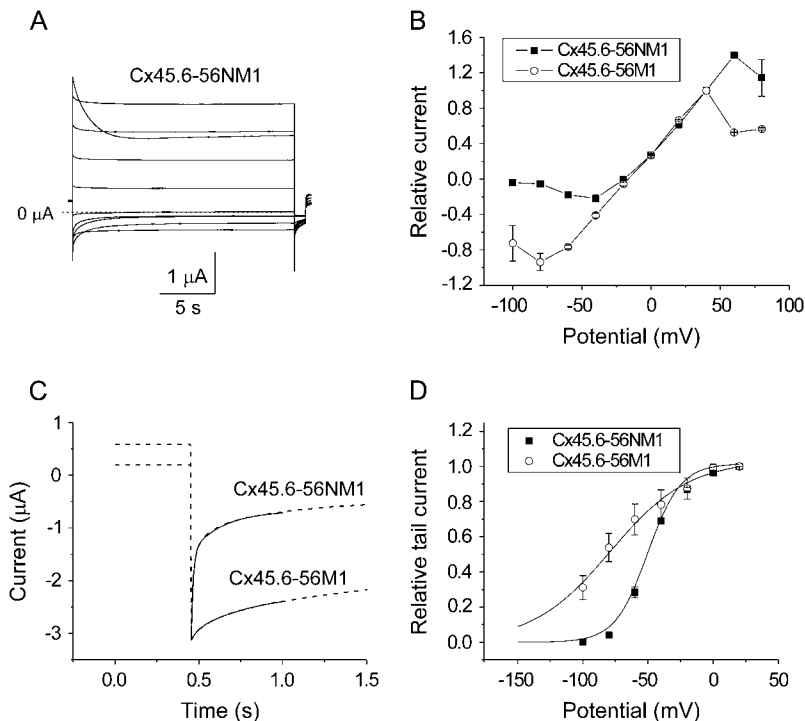 A
Cx45.6-56NM1
0 μA
1 μA
5 s
B
Cx45.6-56NM1
Cx45.6-56M1
1.6
1.2
0.8
0.4
0.0
-0.4
-0.8
-1.2
Relative current
-100
-50
0
50
100
Potential (mV)
C
1
0
-1
-2
-3
Current (μA)
Cx45.6-56NM1
Cx45.6-56M1
0.0
0.5
1.0
1.5
Time (s)
D
Cx45.6-56NM1
Cx45.6-56M1
1.2
1.0
0.8
0.6
0.4
0.2
0.0
Relative tail current
-150
-100
-50
0
50
Potential (mV)